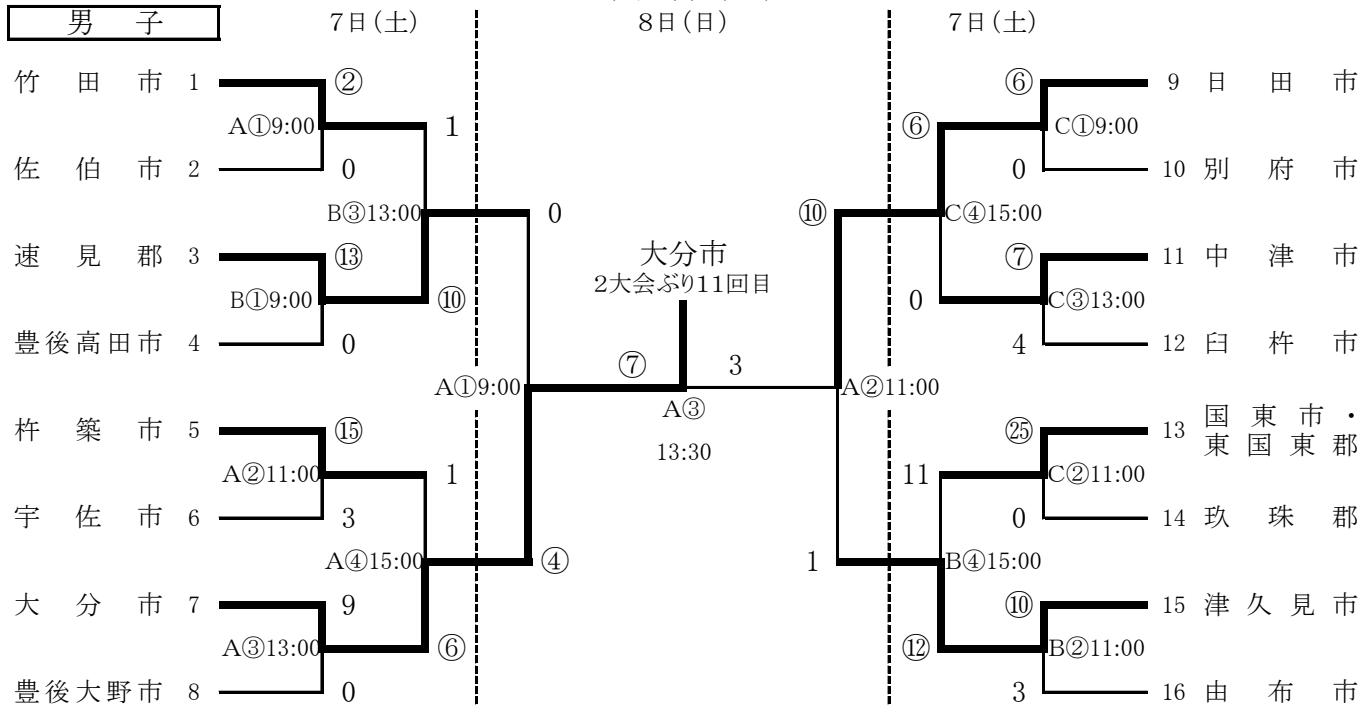 男 子 7日(土) 8日(日) 7日(土)
竹田市 1 ② ⑥ 9 日田市
A①9:00 1 ⑥ C①9:00
佐伯市 2 0 0 10 別府市
B③13:00 0 ⑩ C④15:00
速見郡 3 ⑬ 大分市 ⑦ 11 中津市
2大会ぶり11回目
B①9:00 ⑩ 0 C③13:00
豊後高田市 4 0 4 12 臼杵市
A①9:00 ⑦ 3 A②11:00
A③
杵築市 5 ⑮ 13:30 ㉕ 13 国東市・
東国東郡
A②11:00 1 11 C②11:00
宇佐市 6 3 0 14 玖珠郡
A④15:00 ④ 1 B④15:00
大分市 7 9 ⑩ 15 津久見市
A③13:00 ⑥ ⑫ B②11:00
豊後大野市 8 0 3 16 由布市